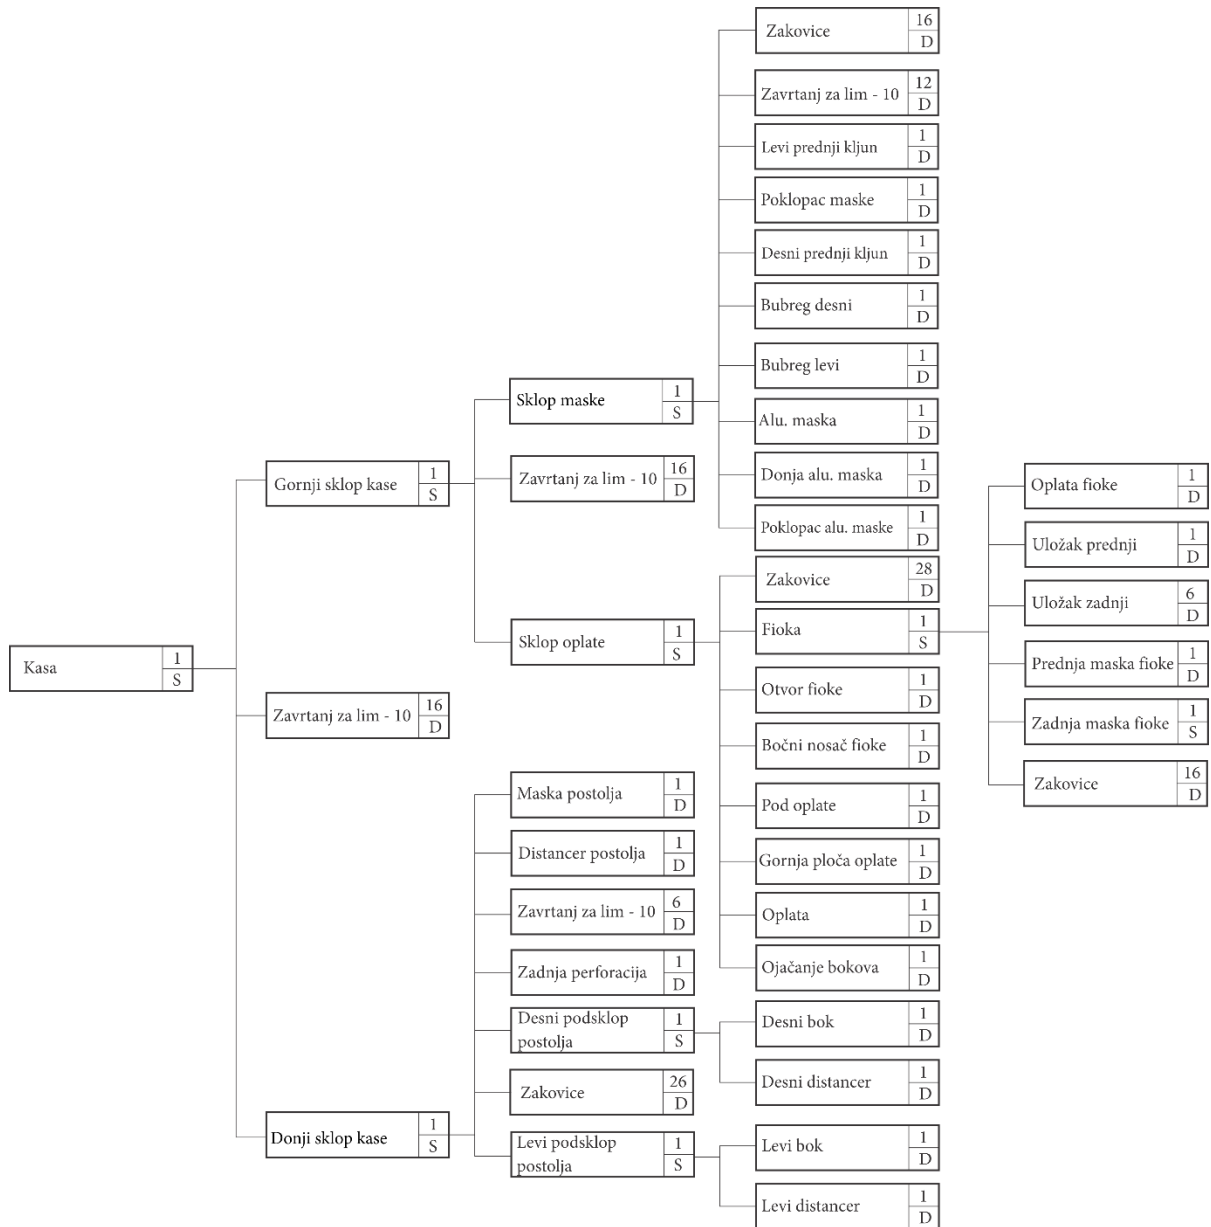 Kasa
1
S
Gornji sklop kase
1
S
Zavrtanj za lim - 10
16
D
Donji sklop kase
1
S
Sklop maske
1
S
Zavrtanj za lim - 10
16
D
Sklop oplate
1
S
Maska postolja
1
D
Distancer postolja
1
D
Zavrtanj za lim - 10
6
D
Zadnja perforacija
1
D
Desni podsklop
postolja
1
S
Zakovice
26
D
Levi podsklop
postolja
1
S
Zakovice
16
D
Zavrtanj za lim - 10
12
D
Levi prednji kljun
1
D
Poklopac maske
1
D
Desni prednji kljun
1
D
Bubreg desni
1
D
Bubreg levi
1
D
Alu. maska
1
D
Donja alu. maska
1
D
Poklopac alu. maske
1
D
Zakovice
28
D
Fioka
1
S
Otvor fioke
1
D
Bočni nosač fioke
1
D
Pod oplate
1
D
Gornja ploča oplate
1
D
Oplata
1
D
Ojačanje bokova
1
D
Desni bok
1
D
Desni distancer
1
D
Levi bok
1
D
Levi distancer
1
D
Oplata fioke
1
D
Uložak prednji
1
D
Uložak zadnji
6
D
Prednja maska fioke
1
D
Zadnja maska fioke
1
S
Zakovice
16
D